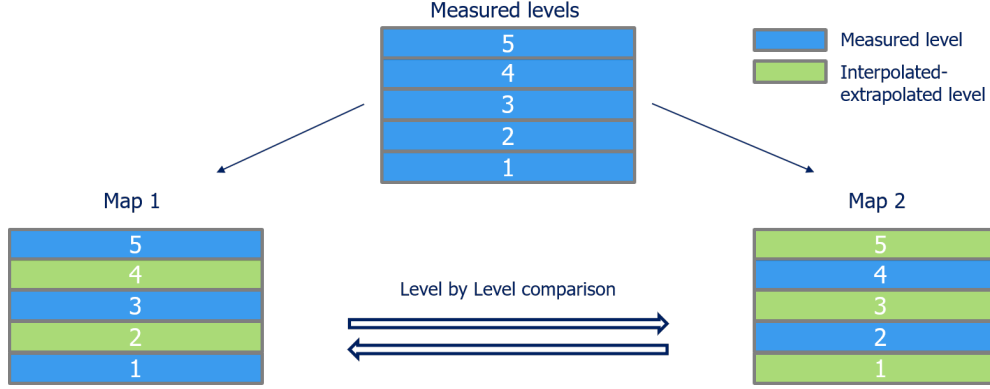 Measured levels
5
4
3
2
1
Measured level
Interpolated-
extrapolated level
Map 1
5
4
3
2
1
Level by Level comparison
Map 2
5
4
3
2
1